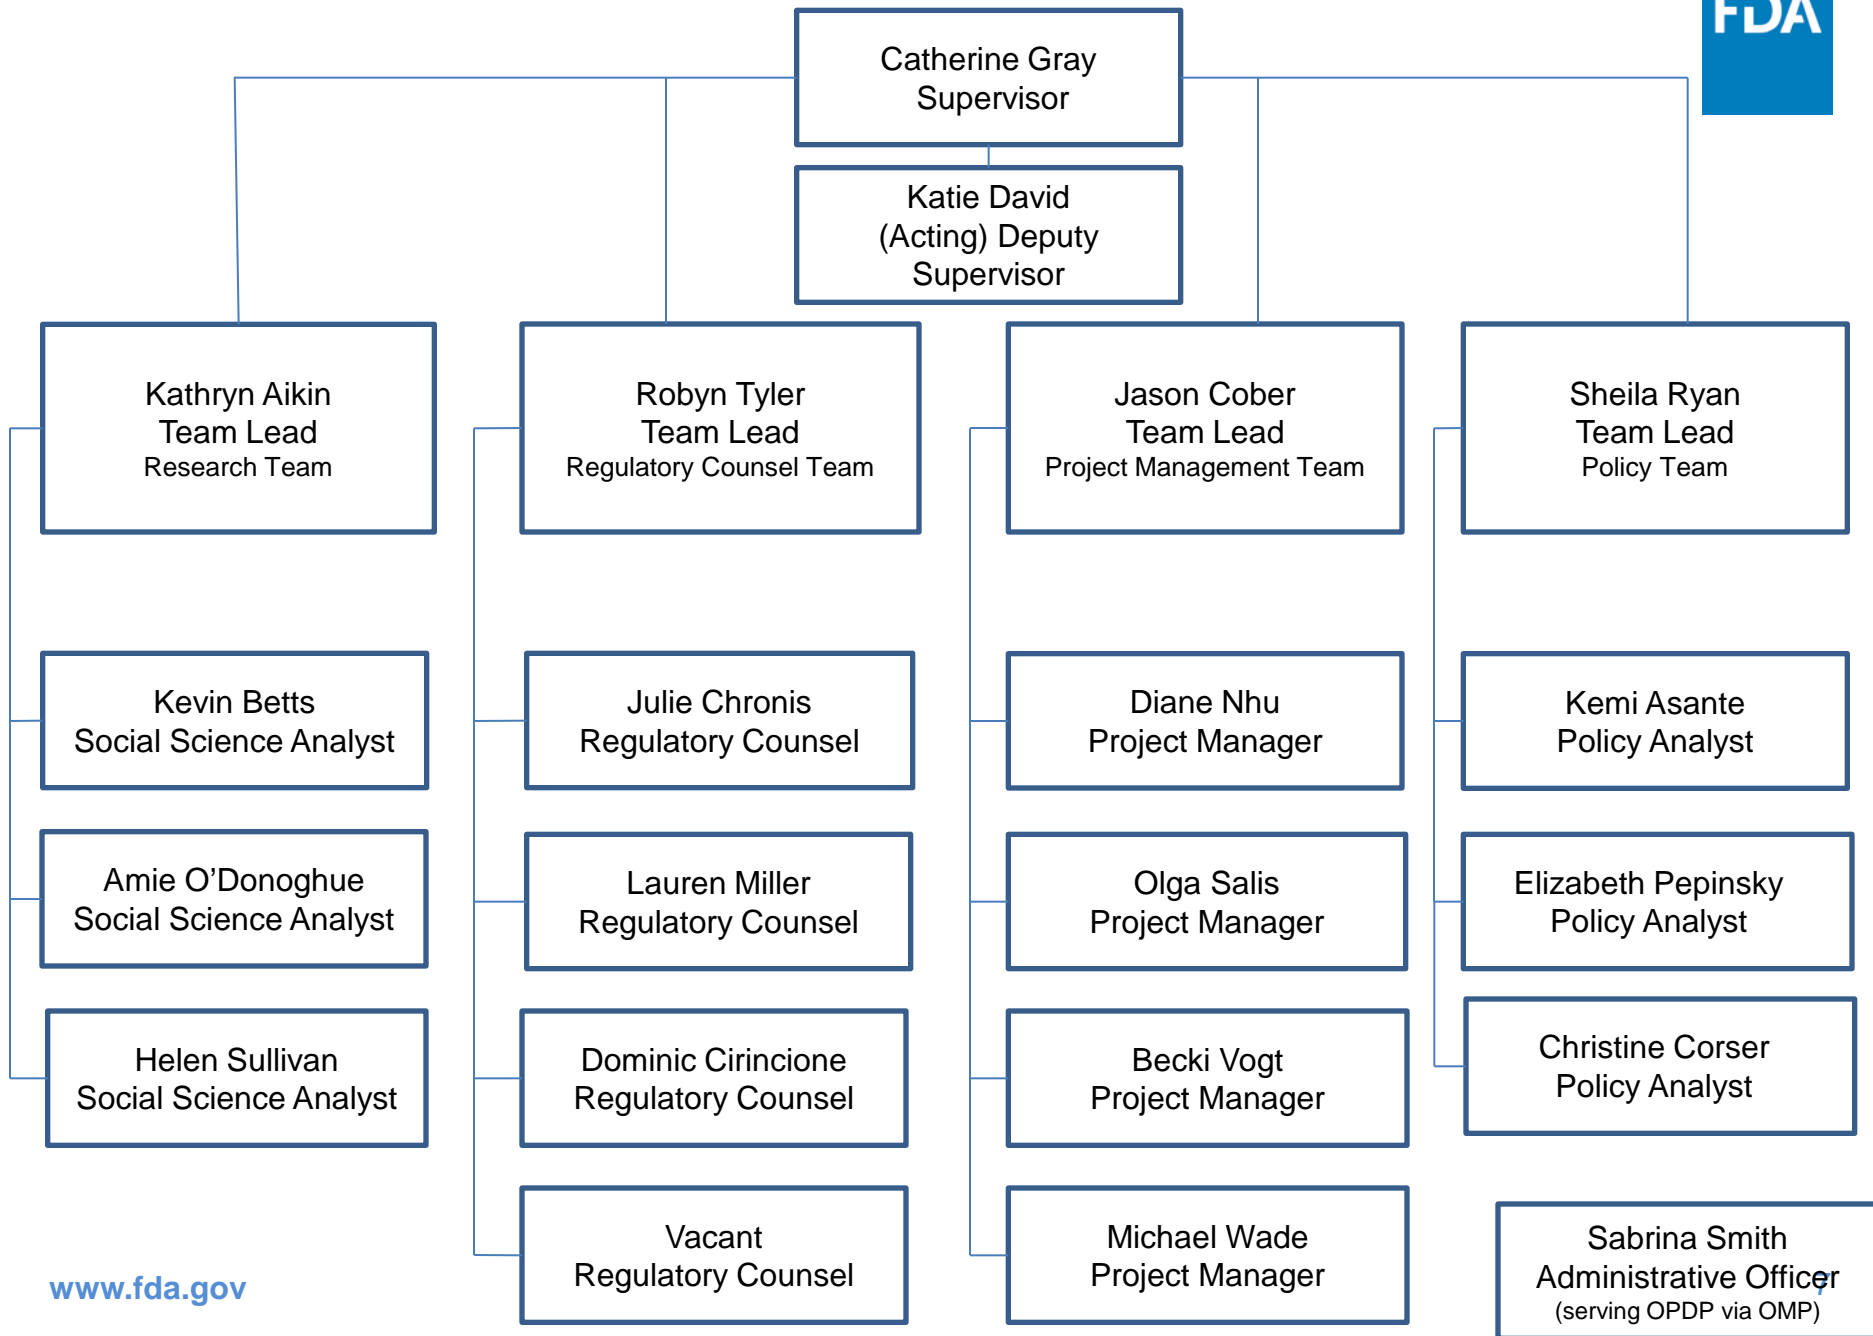 FDA
Catherine Gray
Supervisor
Katie David
(Acting) Deputy
Supervisor
Kathryn Aikin
Team Lead
Research Team
Robyn Tyler
Team Lead
Regulatory Counsel Team
Jason Cober
Team Lead
Project Management Team
Sheila Ryan
Team Lead
Policy Team
Kevin Betts
Social Science Analyst
Julie Chronis
Regulatory Counsel
Diane Nhu
Project Manager
Kemi Asante
Policy Analyst
Amie O’Donoghue
Social Science Analyst
Lauren Miller
Regulatory Counsel
Olga Salis
Project Manager
Elizabeth Pepinsky
Policy Analyst
Helen Sullivan
Social Science Analyst
Dominic Cirincione
Regulatory Counsel
Becki Vogt
Project Manager
Christine Corser
Policy Analyst
Vacant
Regulatory Counsel
Michael Wade
Project Manager
Sabrina Smith
Administrative Officer
(serving OPDP via OMP)
www.fda.gov
7